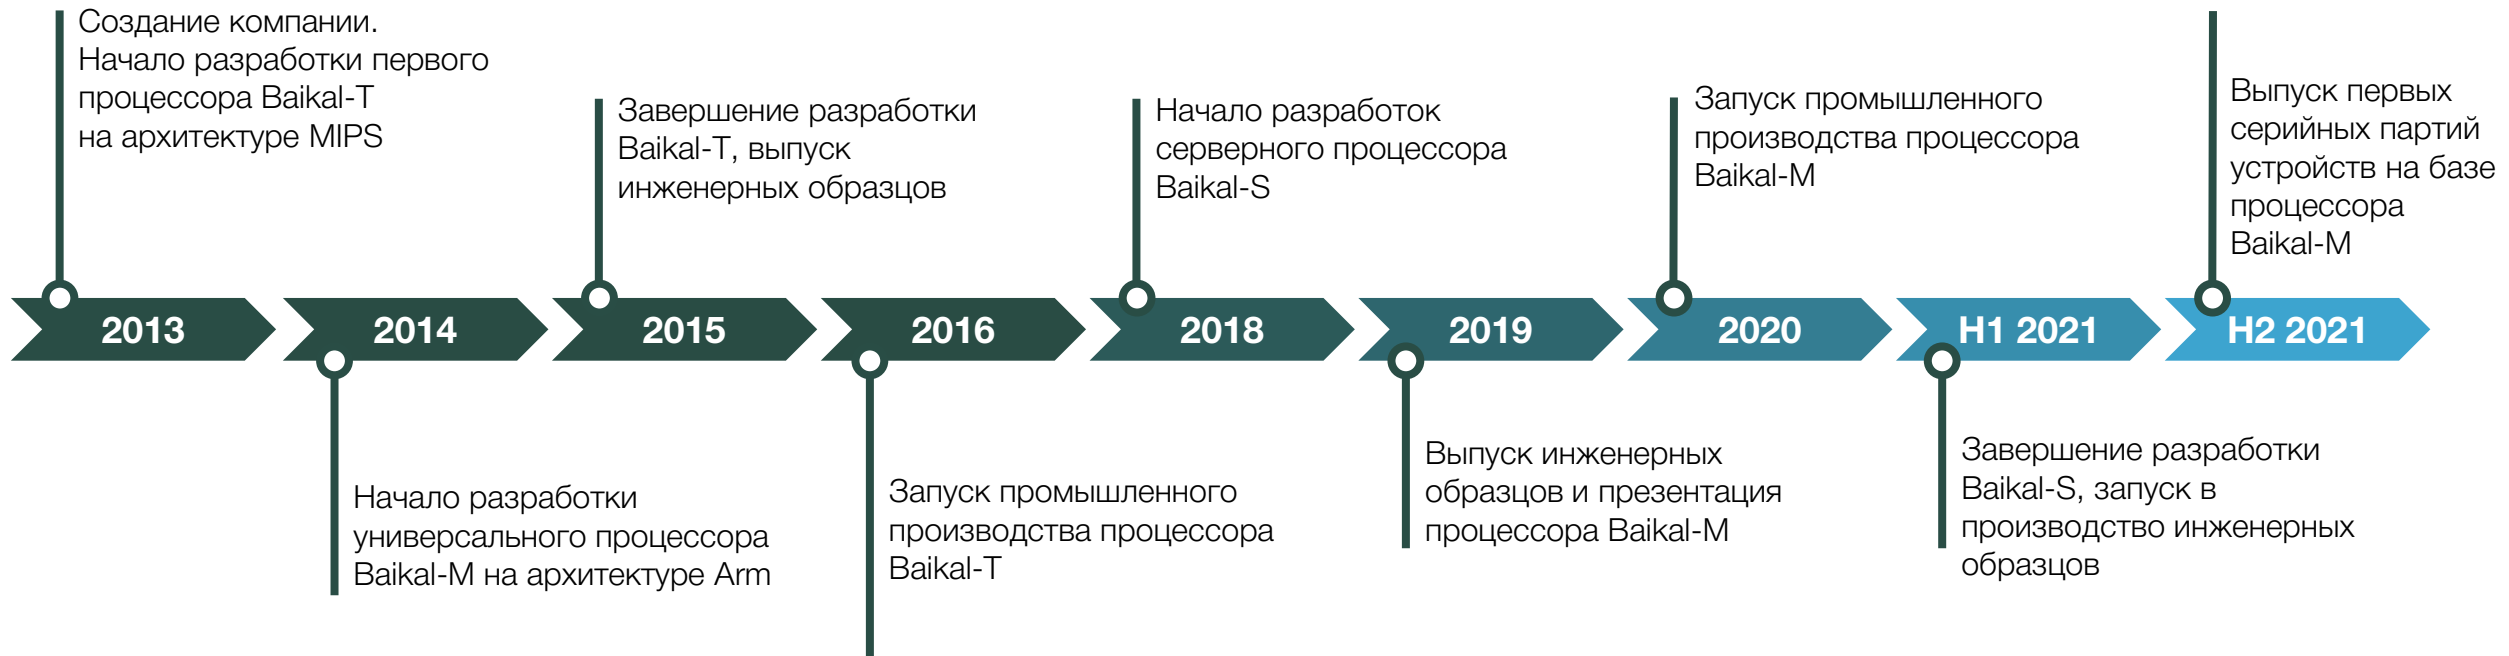 Создание компании.
Начало разработки первого
процессора Baikal-T
на архитектуре MIPS
Завершение разработки
Baikal-T, выпуск
инженерных образцов
Начало разработок
серверного процессора
Baikal-S
Запуск промышленного
производства процессора
Baikal-M
Выпуск первых
серийных партий
устройств на базе
процессора
Baikal-M
2013
2014
2015
2016
2018
2019
2020
H1 2021
H2 2021
Начало разработки
универсального процессора
Baikal-M на архитектуре Arm
Запуск промышленного
производства процессора
Baikal-T
Выпуск инженерных
образцов и презентация
процессора Baikal-M
Завершение разработки
Baikal-S, запуск в
производство инженерных
образцов